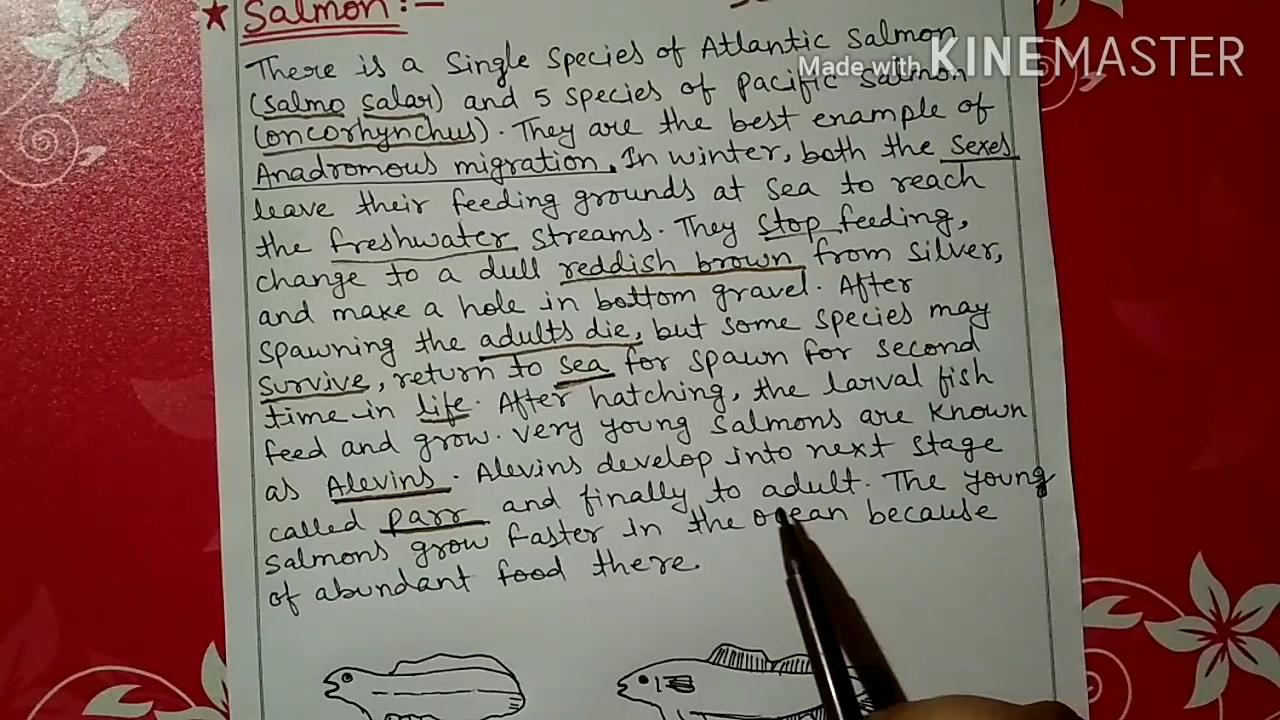 ★ Salmon :-
Made with KINEMASTER
There is a single species of Atlantic salmon
(salmo salar) and 5 species of pacific salmon
(oncorhynchus). They are the best enample of
Anadromous migration. In winter, both the sexes
leave their feeding grounds at sea to reach
the freshwater streams. They stop feeding,
change to a dull reddish brown from silver,
and make a hole in bottom gravel. After
spawning the adults die, but some species may
survive, return to sea for spawn for second
time in life. After hatching, the larval fish
feed and grow. Very young salmons are known
as Alevins. Alevins develop into next stage
called parr and finally to adult. The young
salmons grow faster in the ocean because
of abundant food there.